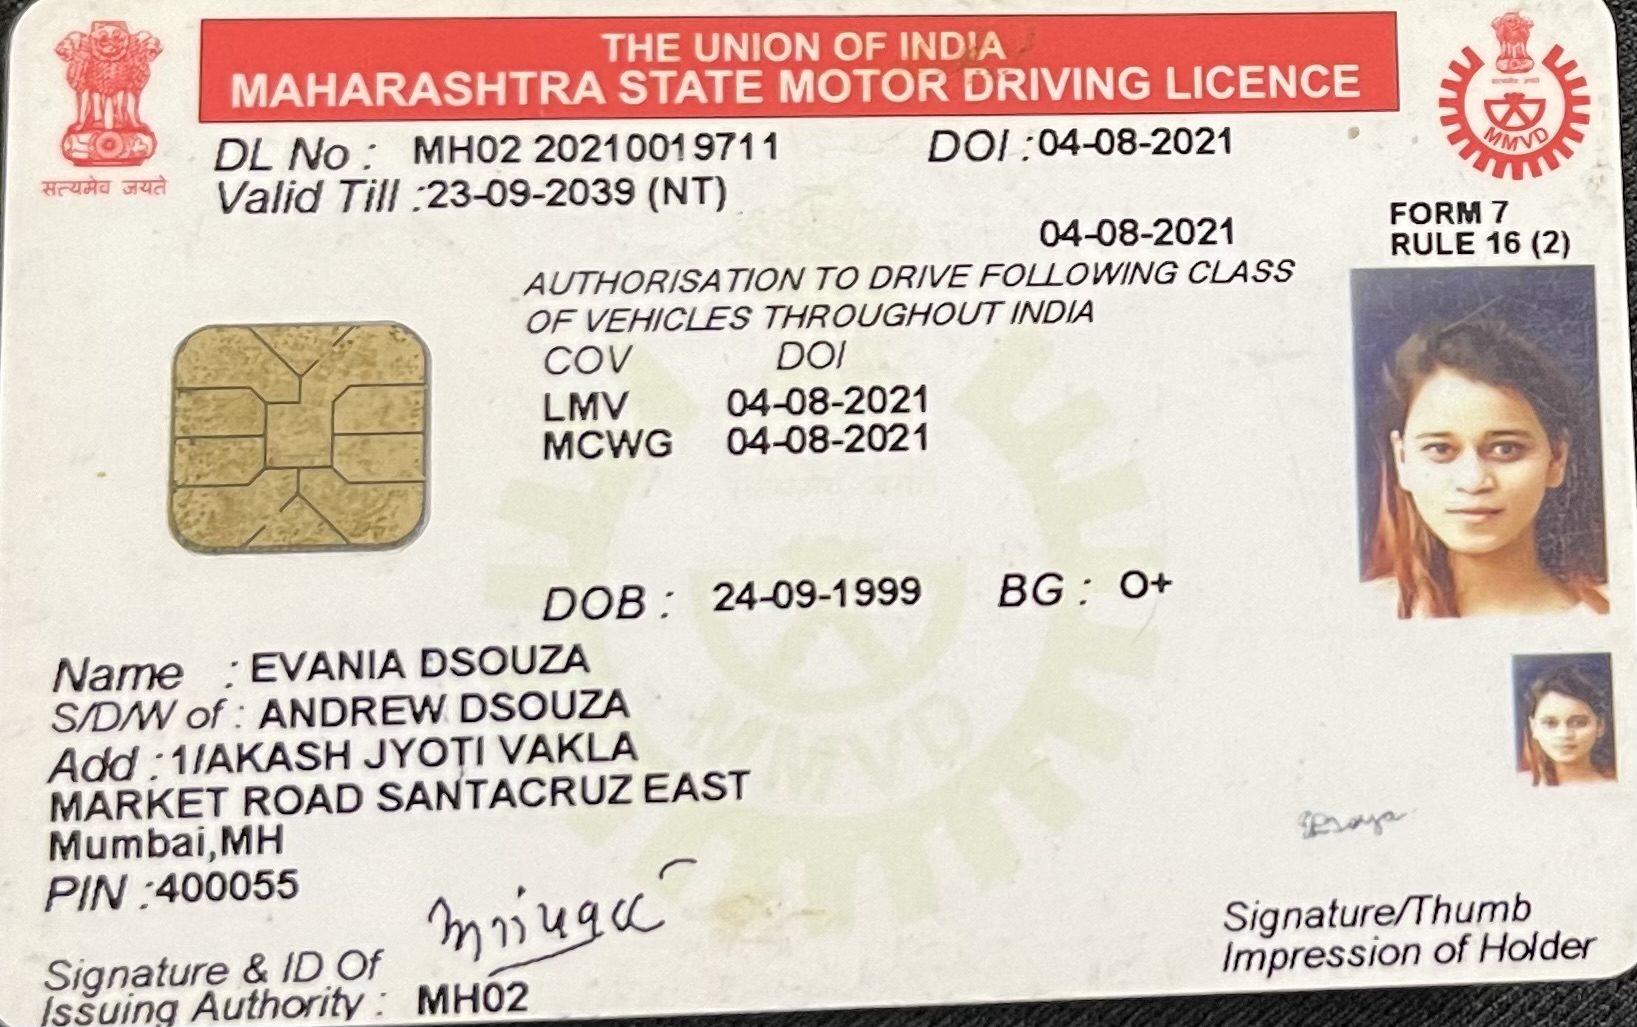 THE UNION OF INDIA
MAHARASHTRA STATE MOTOR DRIVING LICENCE
सत्यमेव जयते
MMVD
DL No : MH02 20210019711 DOI : 04-08-2021
Valid Till : 23-09-2039 (NT)
04-08-2021
FORM 7
RULE 16 (2)
AUTHORISATION TO DRIVE FOLLOWING CLASS
OF VEHICLES THROUGHOUT INDIA
COV DOI
LMV 04-08-2021
MCWG 04-08-2021
DOB : 24-09-1999 BG : O+
Name : EVANIA DSOUZA
S/D/W of : ANDREW DSOUZA
Add : 1/AKASH JYOTI VAKLA
MARKET ROAD SANTACRUZ EAST
Mumbai,MH
PIN : 400055
MMVD
Signature & ID Of
Issuing Authority : MH02
Signature/Thumb
Impression of Holder